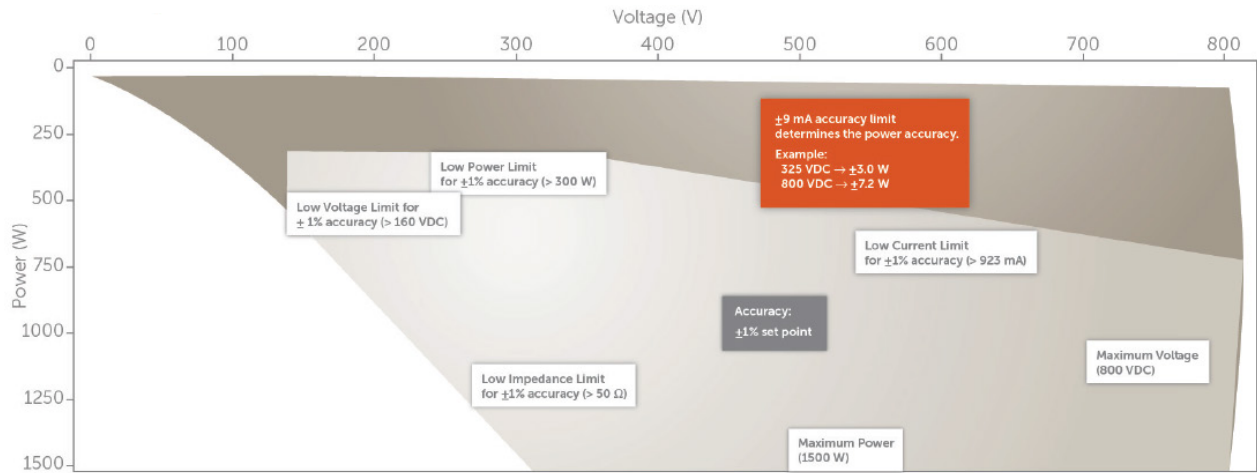 Voltage (V)
0 100 200 300 400 500 600 700 800
Power (W)
0
250
500
750
1000
1250
1500
±9 mA accuracy limit
determines the power accuracy.
Example:
325 VDC → ±3.0 W
800 VDC → ±7.2 W
Low Power Limit
for ±1% accuracy (> 300 W)
Low Voltage Limit for
± 1% accuracy (> 160 VDC)
Low Current Limit
for ±1% accuracy (> 923 mA)
Accuracy:
±1% set point
Maximum Voltage
(800 VDC)
Low Impedance Limit
for ±1% accuracy (> 50 Ω)
Maximum Power
(1500 W)